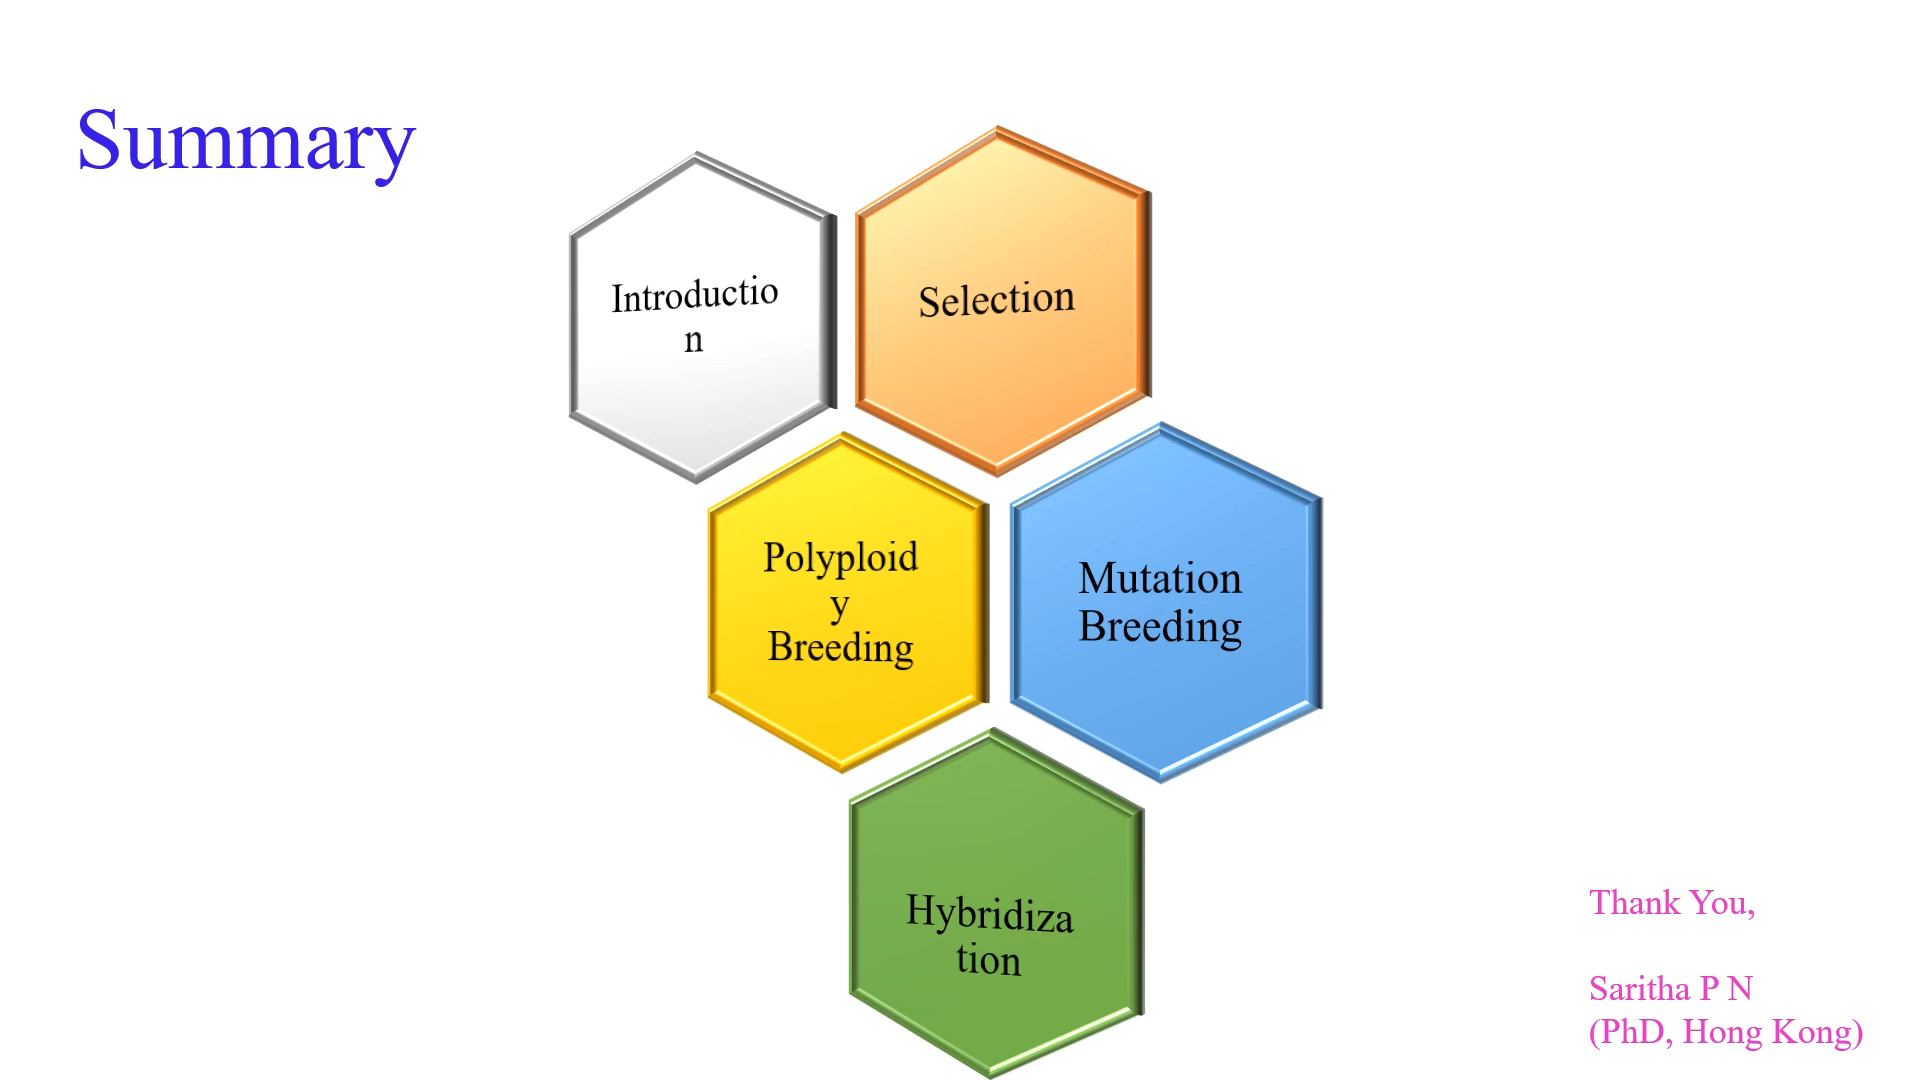 Summary
Introductio
n
Selection
Polyploid
y
Breeding
Mutation
Breeding
Hybridiza
tion
Thank You,
Saritha P N
(PhD, Hong Kong)